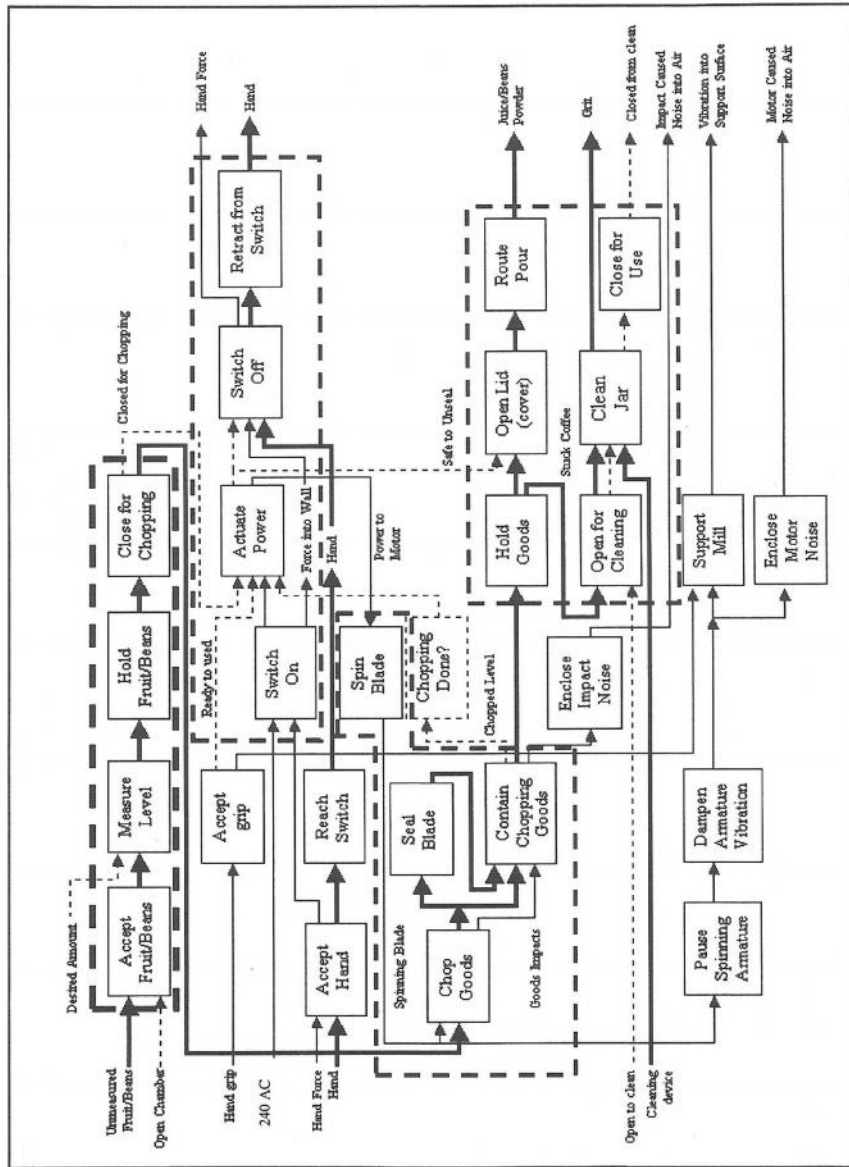 Unmeasured
Fruit/Beans
Open Chamber
Desired Amount
Accept
Fruit/Beans
Measure
Level
Hold
Fruit/Beans
Close for
Chopping
Closed for Chopping
Hand grip
240 AC
Hand Force
Hand
Accept
grip
Ready to used
Accept
Hand
Reach
Switch
Switch
On
Actuate
Power
Force into Wall
Hand
Switch
Off
Retract from
Switch
Hand Force
Hand
Power to
Motor
Spin
Blade
Chopping
Done?
Chopped Level
Safe to Unseal
Spinning Blade
Chop
Goods
Goods Impacts
Seal
Blade
Contain
Chopping
Goods
Enclose
Impact
Noise
Hold
Goods
Open Lid
(cover)
Route
Pour
Juice/Beans
Powder
Stuck Coffee
Open for
Cleaning
Clean
Jar
Close for
Use
Grit
Closed from clean
Impact Caused
Noise into Air
Open to clean
Cleaning
device
Pause
Spinning
Armature
Dampen
Armature
Vibration
Support
Mill
Enclose
Motor
Noise
Vibration into
Support Surface
Motor Caused
Noise into Air